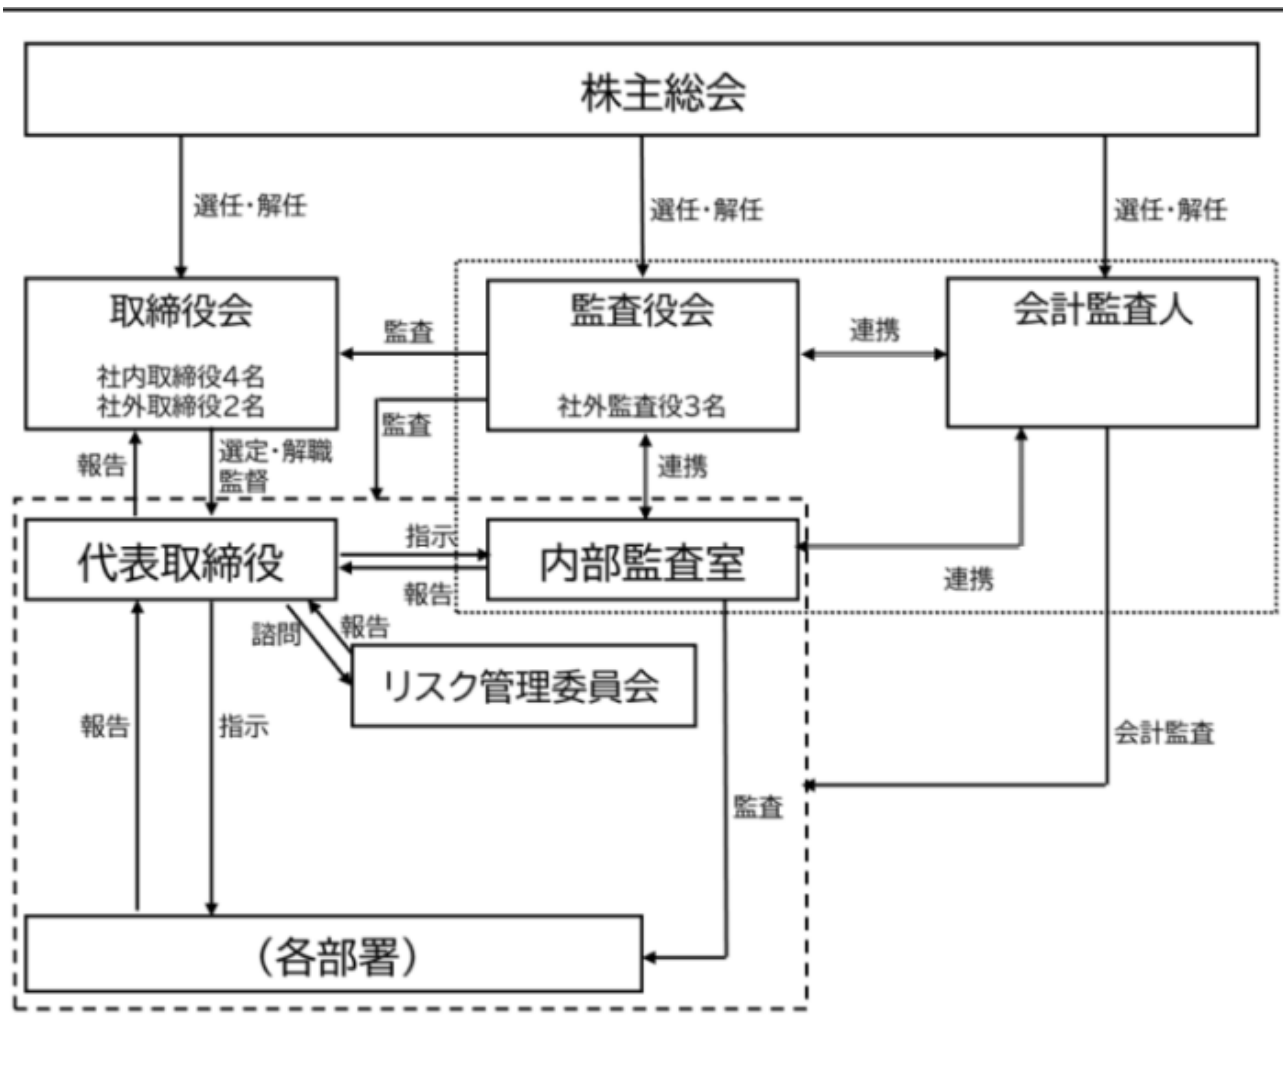 株主総会
選任・解任
選任・解任
選任・解任
取締役会
社内取締役4名
社外取締役2名
監査
監査役会
社外監査役3名
連携
会計監査人
監査
報告
選定・解職
監督
連携
代表取締役
指示
報告
内部監査室
連携
諮問
報告
リスク管理委員会
報告
指示
会計監査
監査
（各部署）